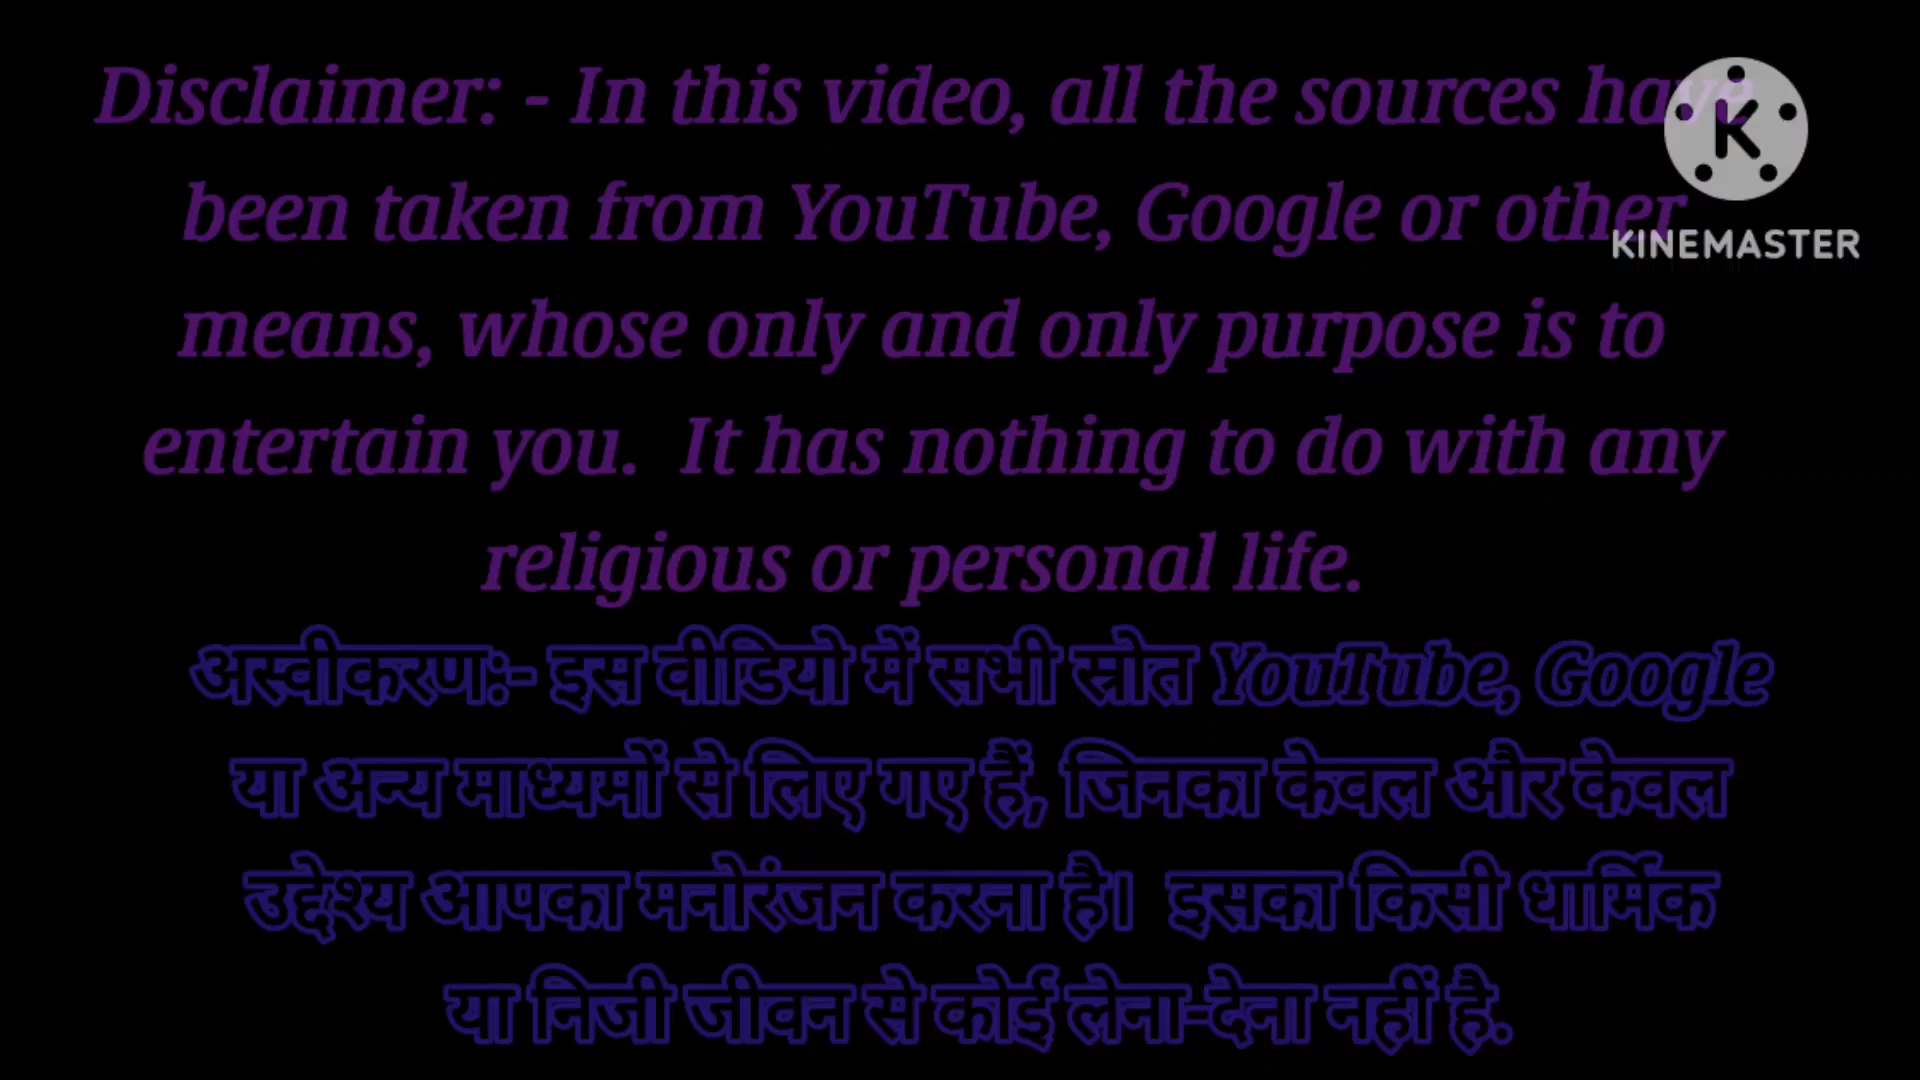 Disclaimer: - In this video, all the sources have
been taken from YouTube, Google or other
means, whose only and only purpose is to
entertain you. It has nothing to do with any
religious or personal life.
KINEMASTER
अस्वीकरण:- इस वीडियो में सभी स्रोत YouTube, Google
या अन्य माध्यमों से लिए गए हैं, जिनका केवल और केवल
उद्देश्य आपका मनोरंजन करना है। इसका किसी धार्मिक
या निजी जीवन से कोई लेना-देना नहीं है.